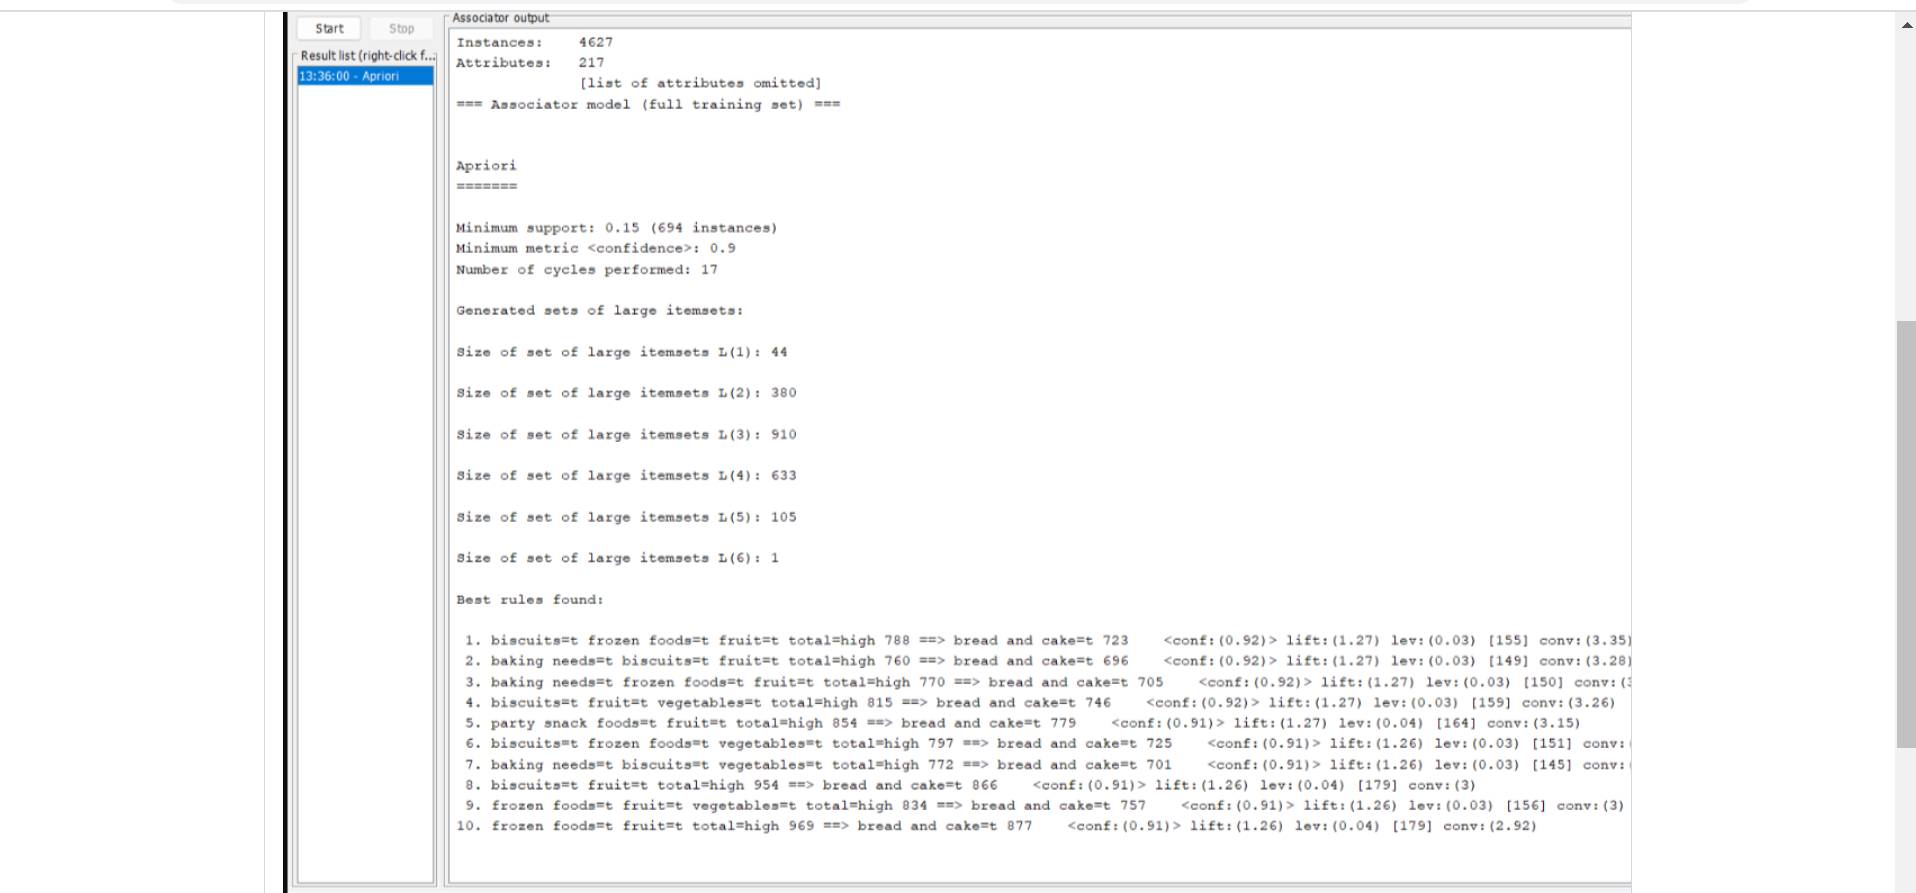 Start
Stop
Result list (right-click f...
13:36:00 - Apriori
Associator output
Instances: 4627
Attributes: 217
[list of attributes omitted]
=== Associator model (full training set) ===
Apriori
=======
Minimum support: 0.15 (694 instances)
Minimum metric <confidence>: 0.9
Number of cycles performed: 17
Generated sets of large itemsets:
Size of set of large itemsets L(1): 44
Size of set of large itemsets L(2): 380
Size of set of large itemsets L(3): 910
Size of set of large itemsets L(4): 633
Size of set of large itemsets L(5): 105
Size of set of large itemsets L(6): 1
Best rules found:
1. biscuits=t frozen foods=t fruit=t total=high 788 ==> bread and cake=t 723 <conf:(0.92)> lift:(1.27) lev:(0.03) [155] conv:(3.35)
2. baking needs=t biscuits=t fruit=t total=high 760 ==> bread and cake=t 696 <conf:(0.92)> lift:(1.27) lev:(0.03) [149] conv:(3.28)
3. baking needs=t frozen foods=t fruit=t total=high 770 ==> bread and cake=t 705 <conf:(0.92)> lift:(1.27) lev:(0.03) [150] conv:(
4. biscuits=t fruit=t vegetables=t total=high 815 ==> bread and cake=t 746 <conf:(0.92)> lift:(1.27) lev:(0.03) [159] conv:(3.26)
5. party snack foods=t fruit=t total=high 854 ==> bread and cake=t 779 <conf:(0.91)> lift:(1.27) lev:(0.04) [164] conv:(3.15)
6. biscuits=t frozen foods=t vegetables=t total=high 797 ==> bread and cake=t 725 <conf:(0.91)> lift:(1.26) lev:(0.03) [151] conv:
7. baking needs=t biscuits=t vegetables=t total=high 772 ==> bread and cake=t 701 <conf:(0.91)> lift:(1.26) lev:(0.03) [145] conv:
8. biscuits=t fruit=t total=high 954 ==> bread and cake=t 866 <conf:(0.91)> lift:(1.26) lev:(0.04) [179] conv:(3)
9. frozen foods=t fruit=t vegetables=t total=high 834 ==> bread and cake=t 757 <conf:(0.91)> lift:(1.26) lev:(0.03) [156] conv:(3)
10. frozen foods=t fruit=t total=high 969 ==> bread and cake=t 877 <conf:(0.91)> lift:(1.26) lev:(0.04) [179] conv:(2.92)